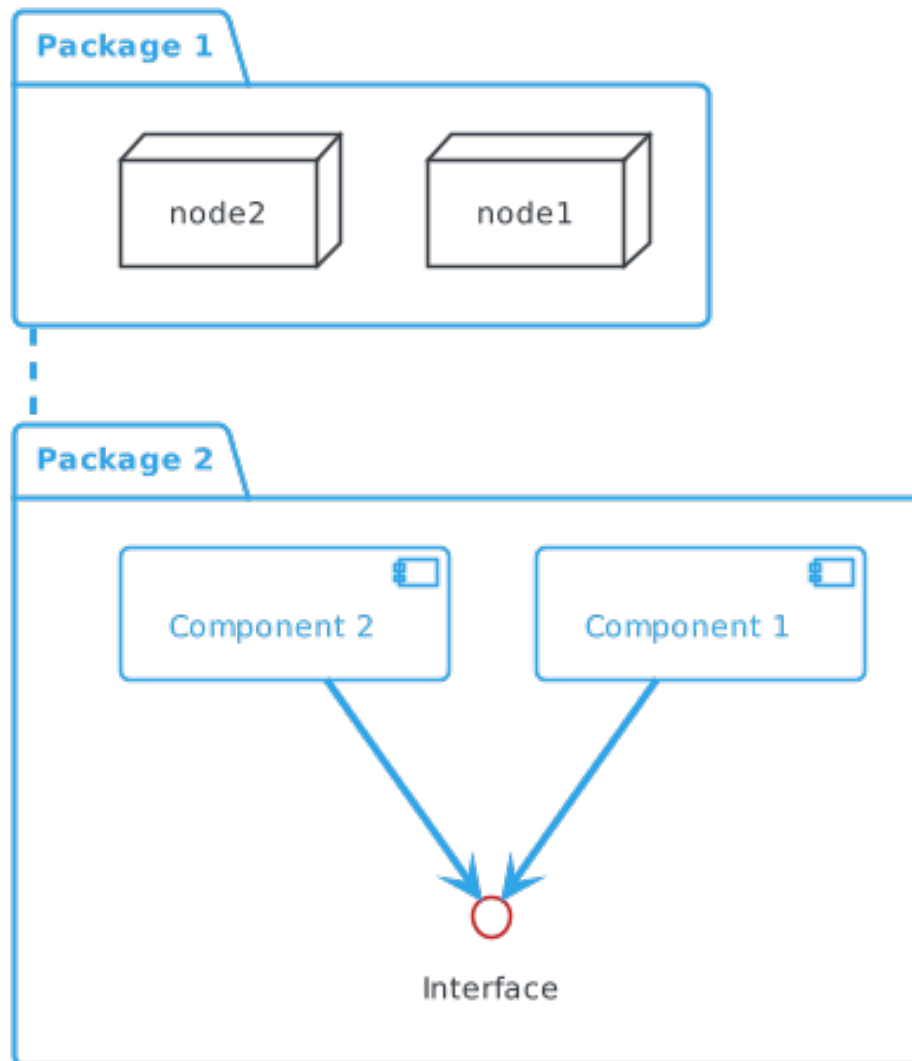 Package 1
node2
node1
Package 2
Component 2
Component 1
Interface